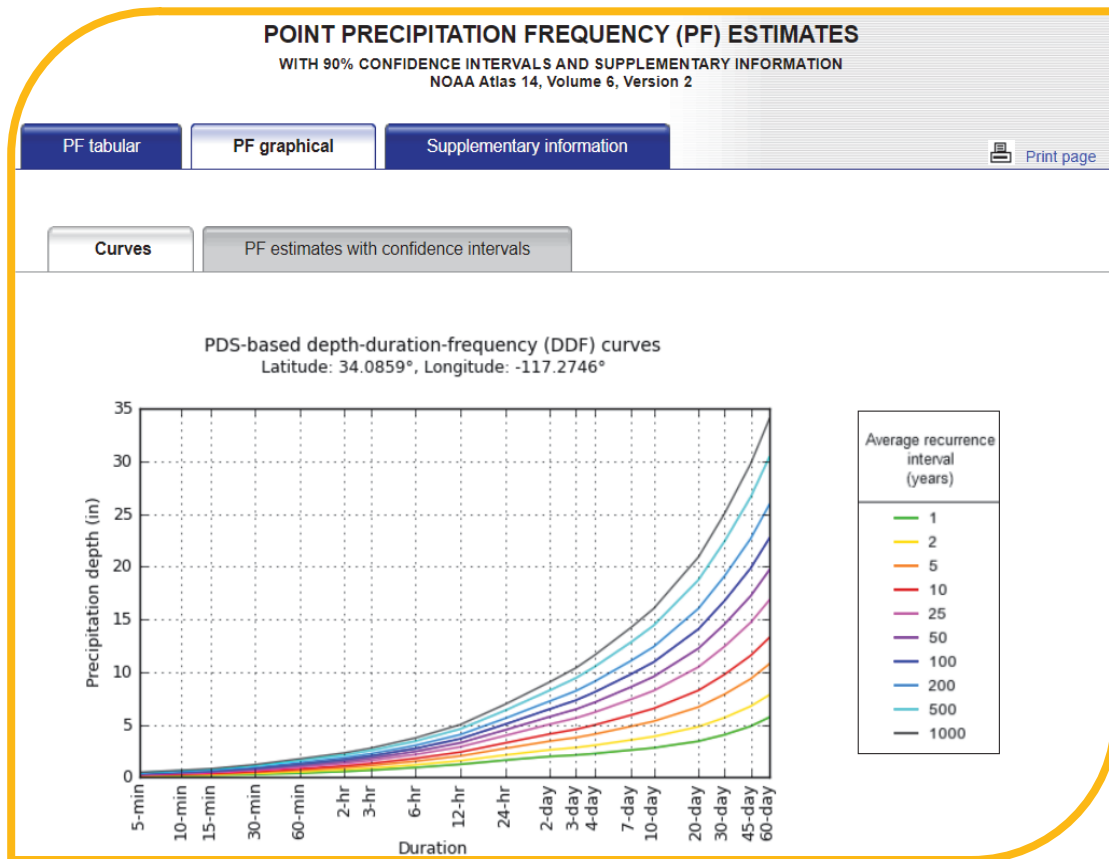 POINT PRECIPITATION FREQUENCY (PF) ESTIMATES
WITH 90% CONFIDENCE INTERVALS AND SUPPLEMENTARY INFORMATION
NOAA Atlas 14, Volume 6, Version 2
PF tabular
PF graphical
Supplementary information
Print page
Curves
PF estimates with confidence intervals
PDS-based depth-duration-frequency (DDF) curves
Latitude: 34.0859°, Longitude: -117.2746°
Precipitation depth (in)
35
30
25
20
15
10
5
0
5-min
10-min
15-min
30-min
60-min
2-hr
3-hr
6-hr
12-hr
24-hr
2-day
3-day
4-day
7-day
10-day
20-day
30-day
45-day
60-day
Duration
Average recurrence
interval
(years)
1
2
5
10
25
50
100
200
500
1000